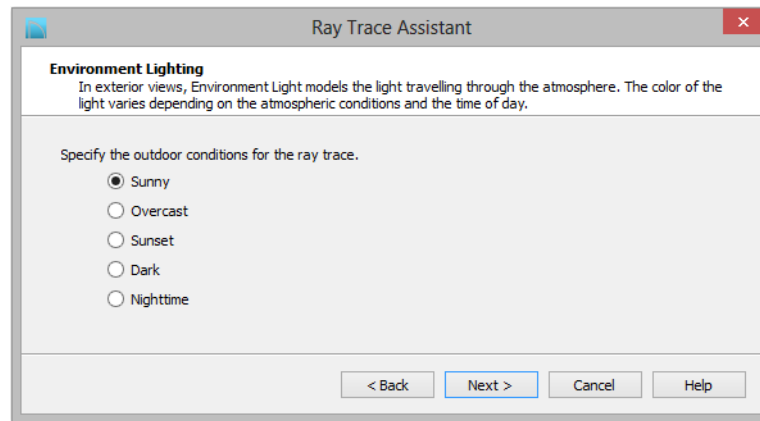 Ray Trace Assistant
Environment Lighting
In exterior views, Environment Light models the light travelling through the atmosphere. The color of the
light varies depending on the atmospheric conditions and the time of day.
Specify the outdoor conditions for the ray trace.
Sunny
Overcast
Sunset
Dark
Nighttime
< Back Next > Cancel Help